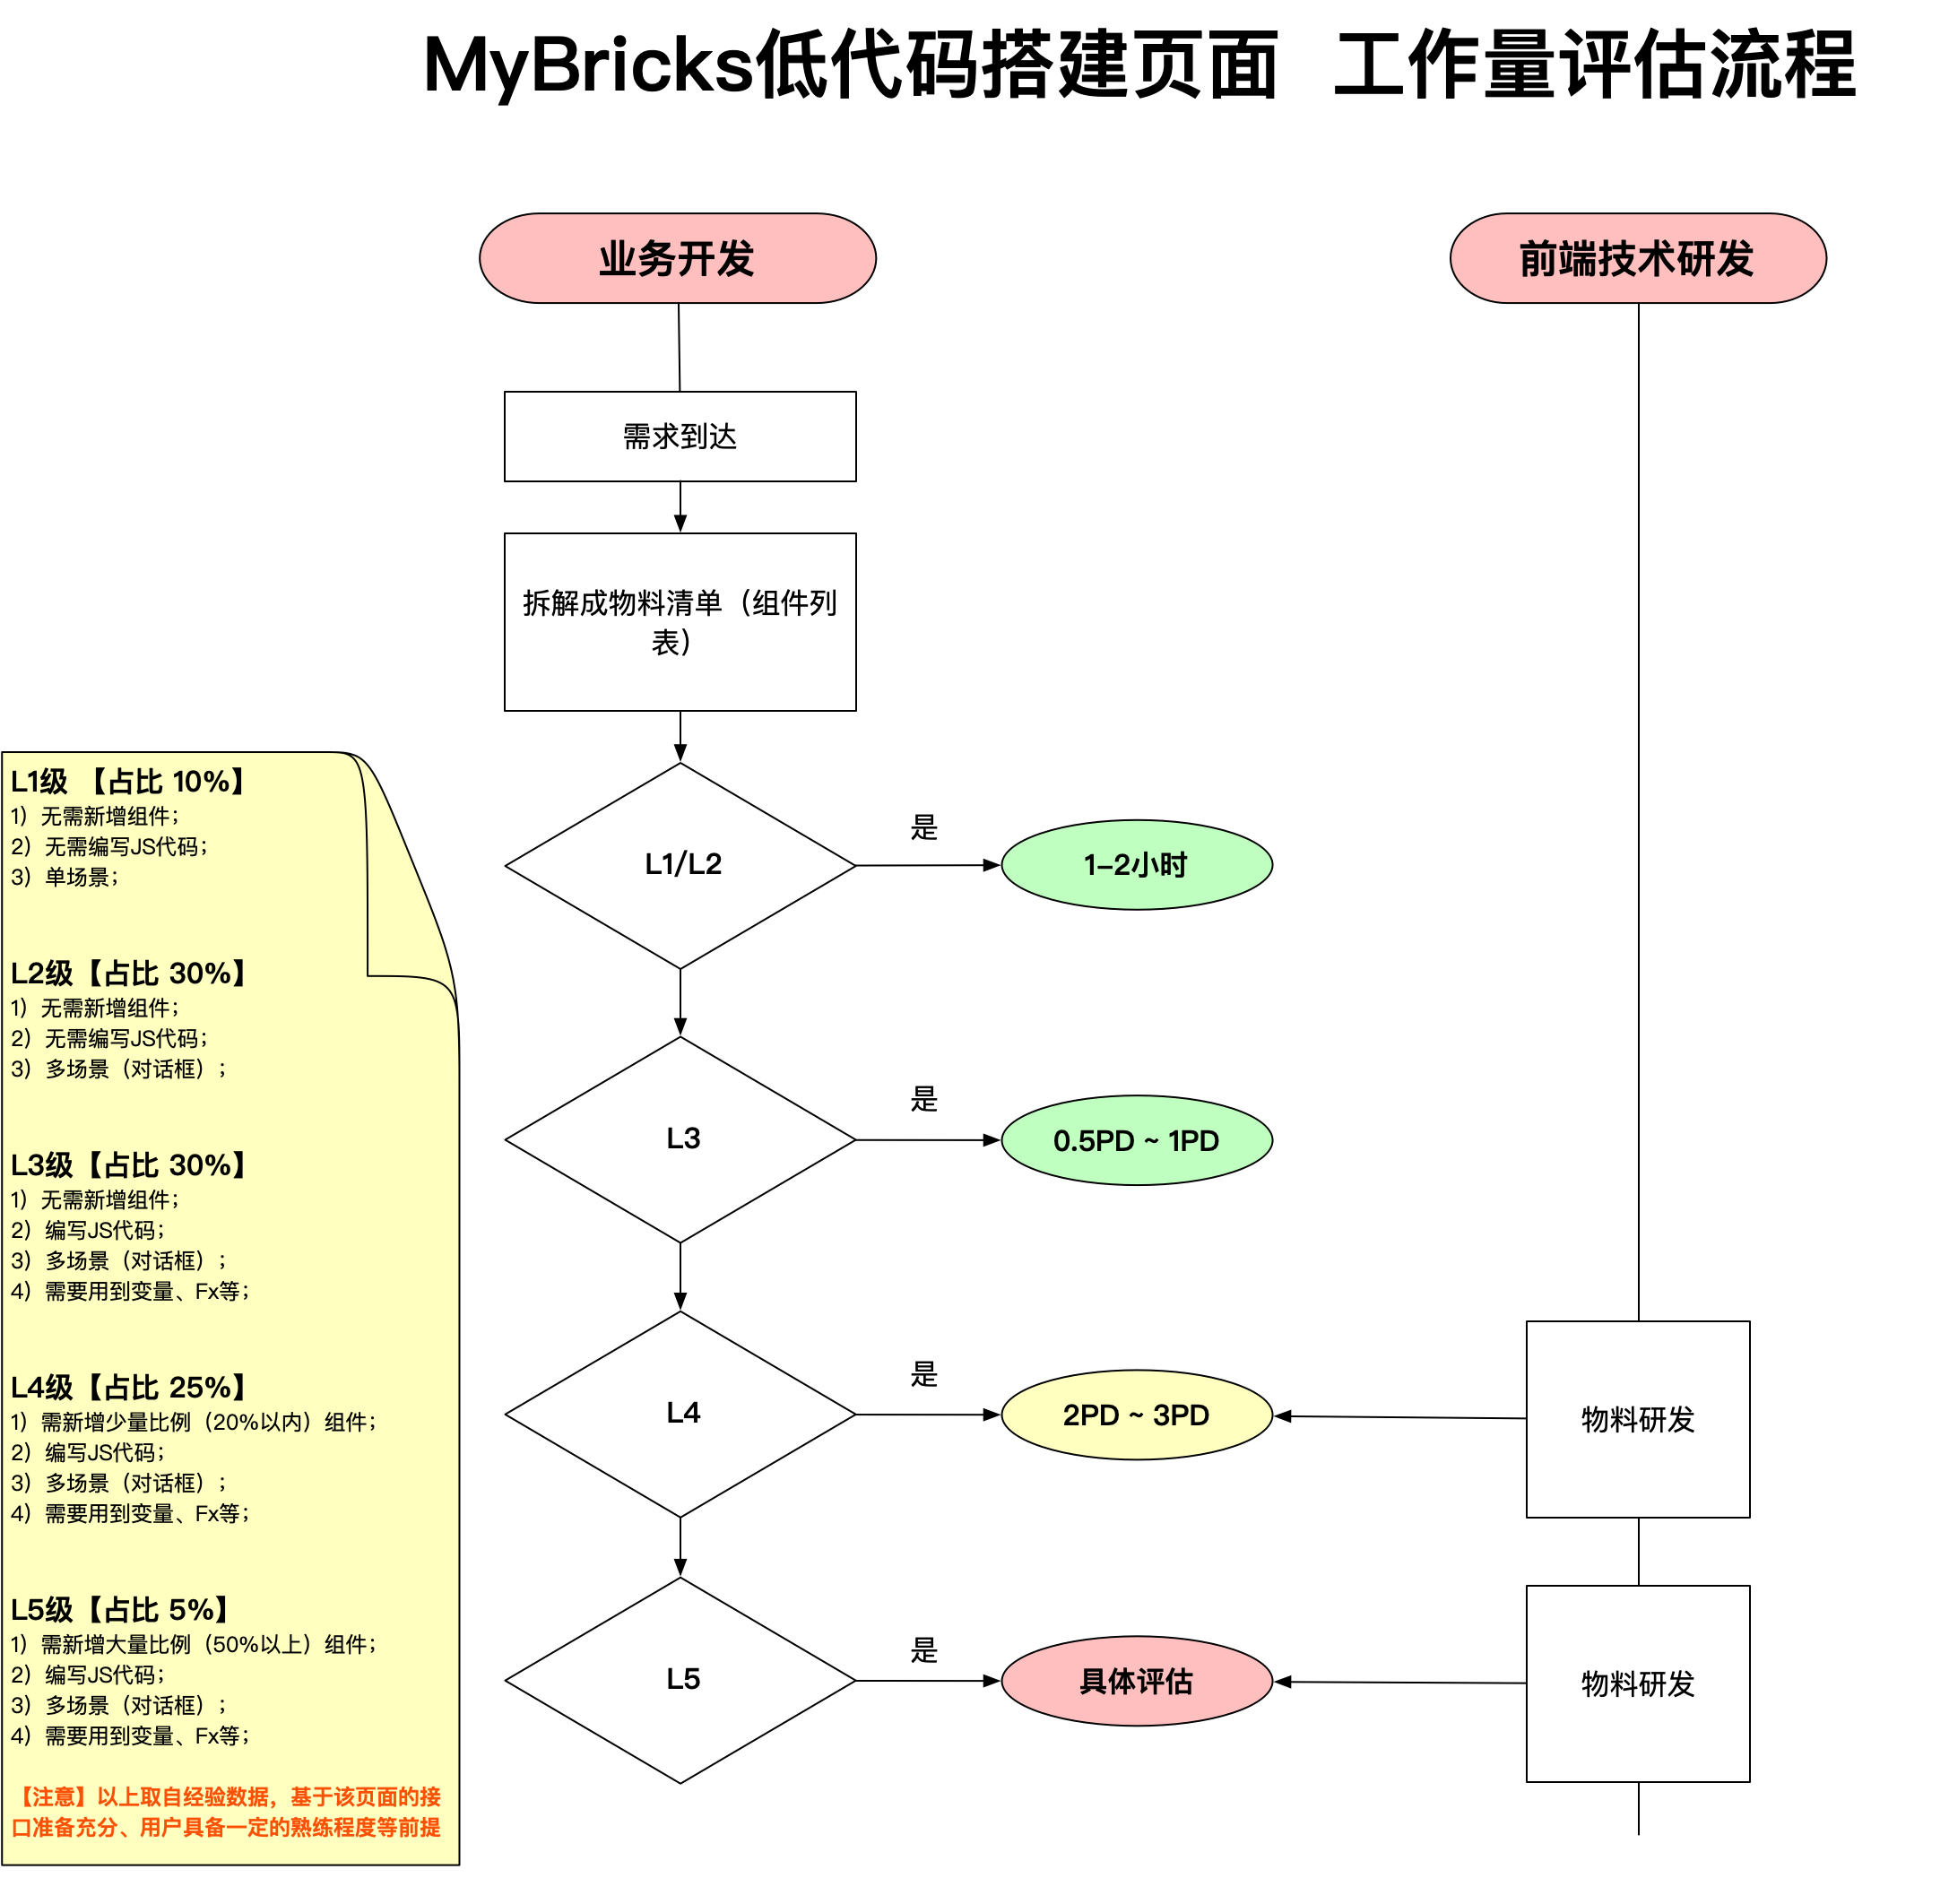 MyBricks低代码搭建页面 工作量评估流程
业务开发
前端技术研发
需求到达
拆解成物料清单（组件列
表）
L1级 【占比 10%】
1）无需新增组件；
2）无需编写JS代码；
3）单场景；
L2级【占比 30%】
1）无需新增组件；
2）无需编写JS代码；
3）多场景（对话框）；
L3级【占比 30%】
1）无需新增组件；
2）编写JS代码；
3）多场景（对话框）；
4）需要用到变量、Fx等；
L4级【占比 25%】
1）需新增少量比例（20%以内）组件；
2）编写JS代码；
3）多场景（对话框）；
4）需要用到变量、Fx等；
L5级【占比 5%】
1）需新增大量比例（50%以上）组件；
2）编写JS代码；
3）多场景（对话框）；
4）需要用到变量、Fx等；
【注意】以上取自经验数据，基于该页面的接
口准备充分、用户具备一定的熟练程度等前提
L1/L2
是
1-2小时
L3
是
0.5PD ~ 1PD
L4
是
2PD ~ 3PD
物料研发
L5
是
具体评估
物料研发